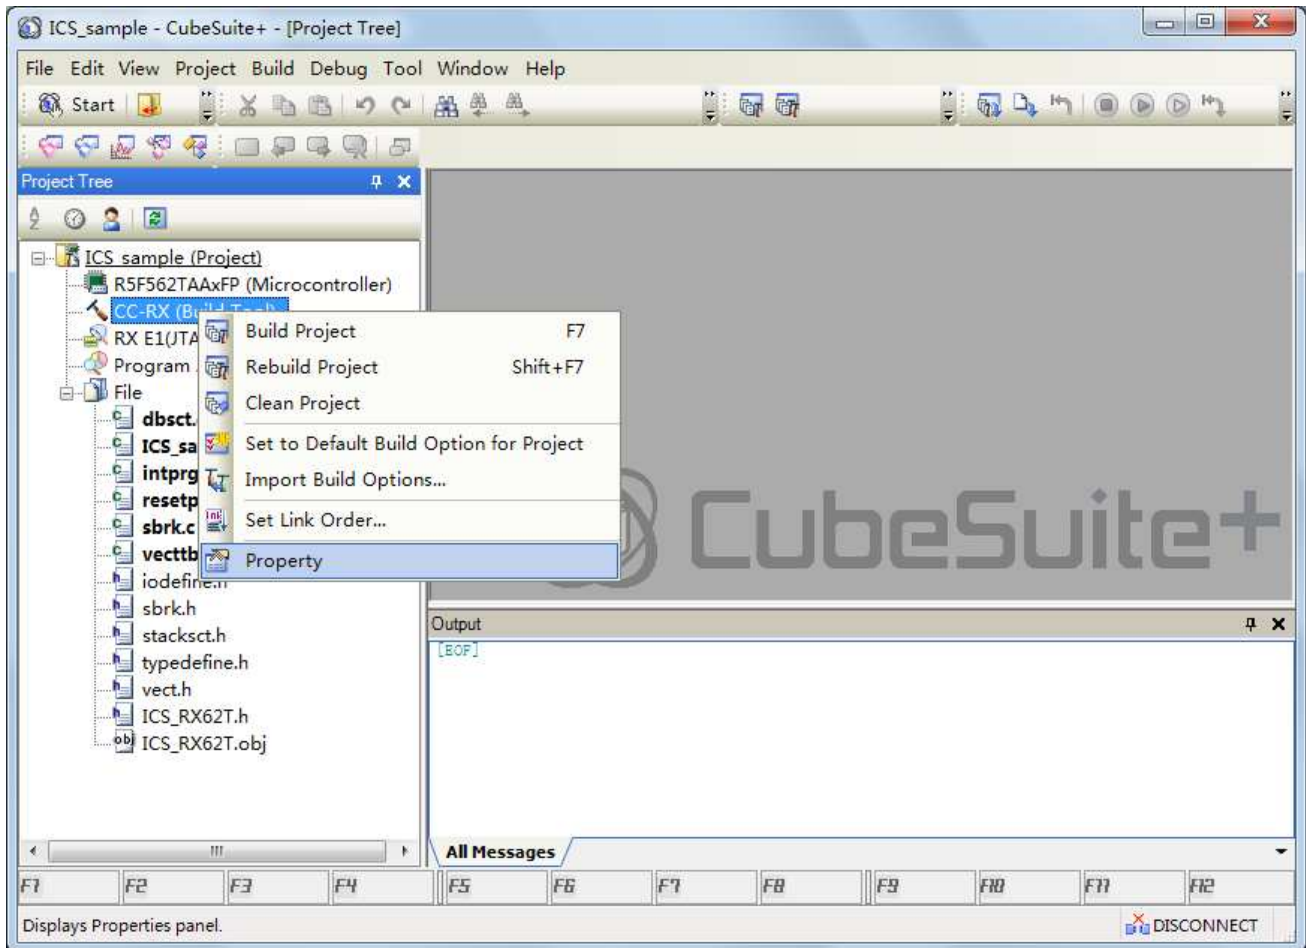 ICS_sample - CubeSuite+ - [Project Tree]
File Edit View Project Build Debug Tool Window Help
Start
Project Tree
ICS_sample (Project)
R5F562TAAxFP (Microcontroller)
CC-RX (Build Tool)
RX E1(JTA
Program
File
dbsct.
ICS_sa
intprg
resetp
sbrk.c
vecttb
iodefine.h
sbrk.h
stacksct.h
typedefine.h
vect.h
ICS_RX62T.h
ICS_RX62T.obj
Build Project F7
Rebuild Project Shift+F7
Clean Project
Set to Default Build Option for Project
Import Build Options...
Set Link Order...
Property
CubeSuite+
Output
[EOF]
All Messages
F1 F2 F3 F4 F5 F6 F7 F8 F9 F10 F11 F12
Displays Properties panel.
DISCONNECT